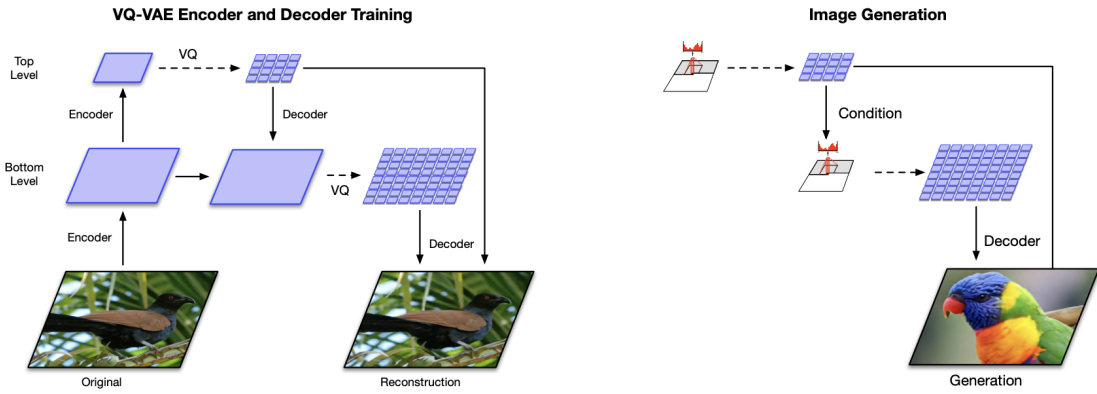 VQ-VAE Encoder and Decoder Training
Image Generation
Top
Level
VQ
Encoder
Decoder
Condition
Bottom
Level
VQ
Encoder
Decoder
Decoder
Original
Reconstruction
Generation